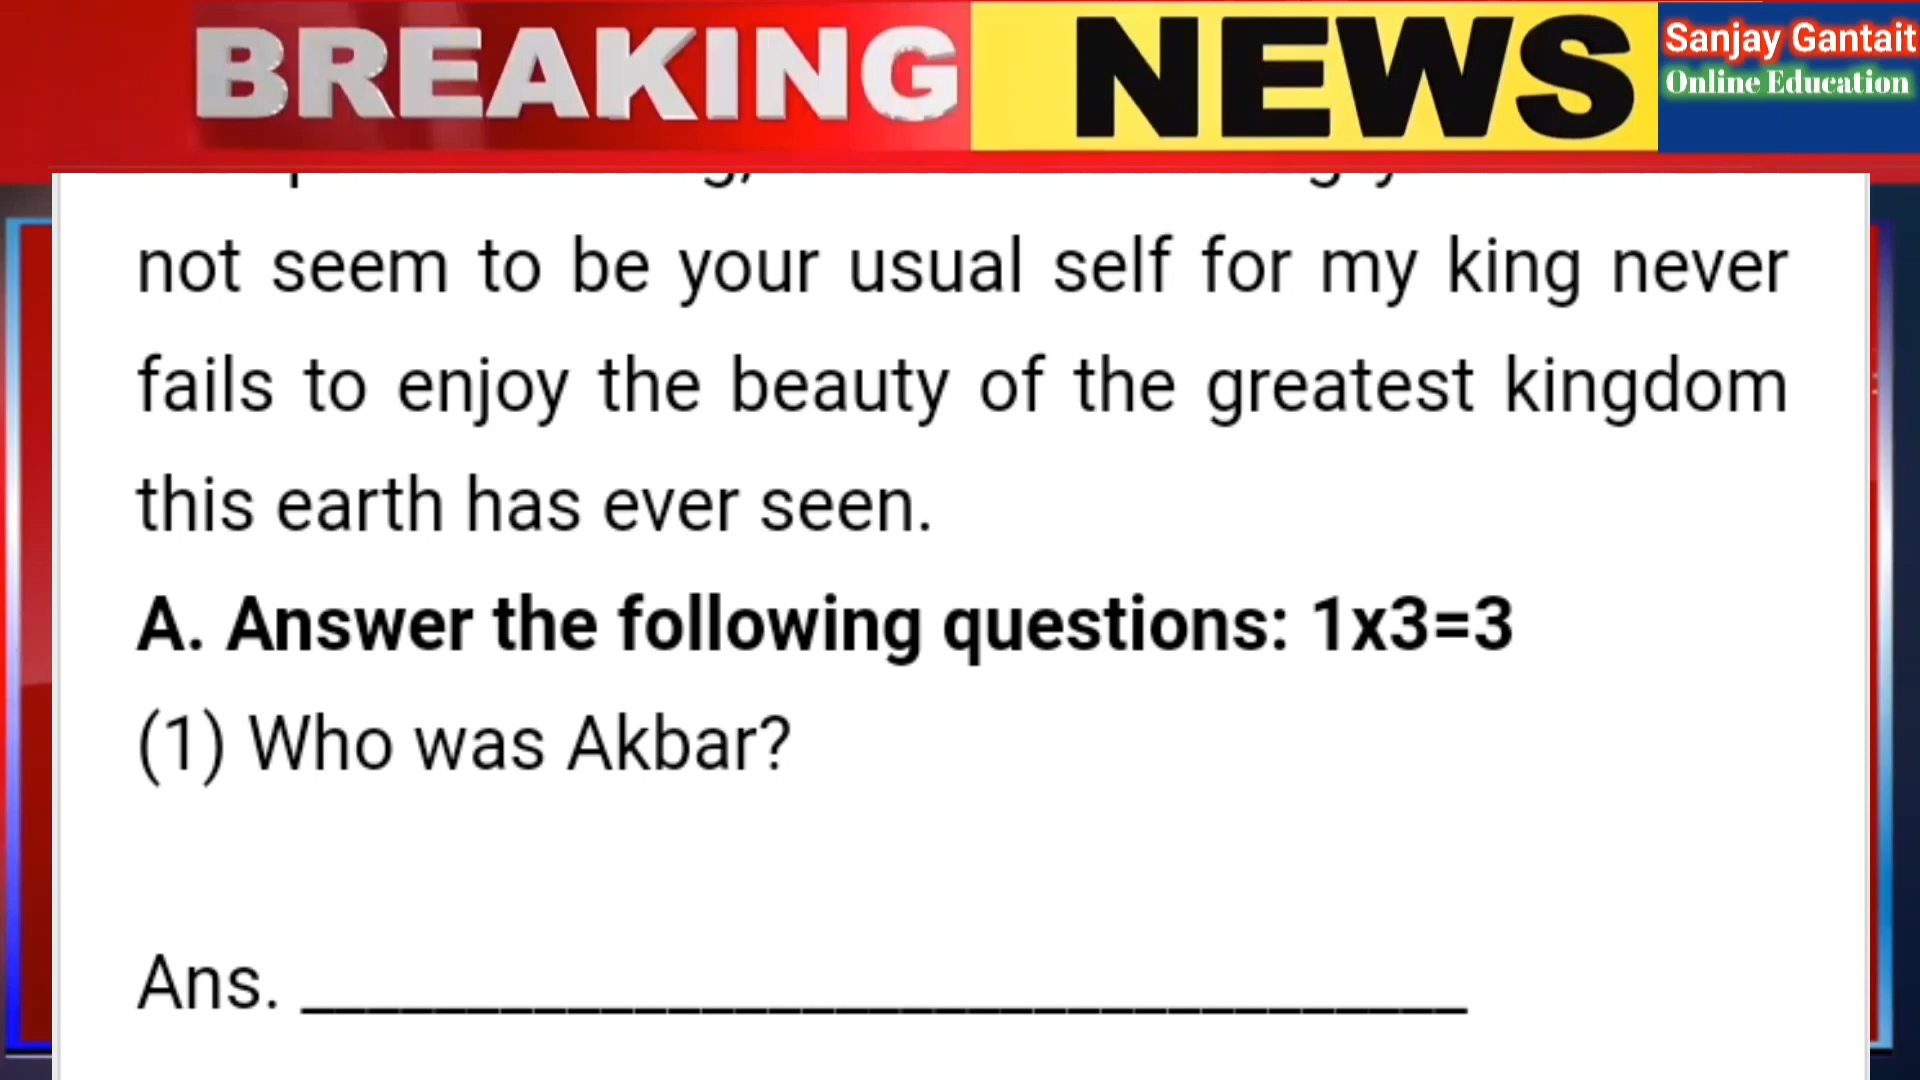 BREAKING NEWS
Sanjay Gantait
Online Education
not seem to be your usual self for my king never
fails to enjoy the beauty of the greatest kingdom
this earth has ever seen.
A. Answer the following questions: 1x3=3
(1) Who was Akbar?
Ans. ___________________________________